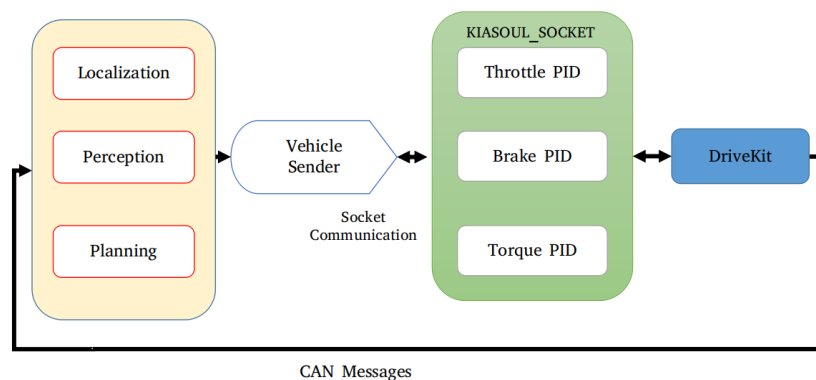 Localization
Perception
Planning
Vehicle
Sender
Socket
Communication
KIASOUL_SOCKET
Throttle PID
Brake PID
Torque PID
DriveKit
CAN Messages